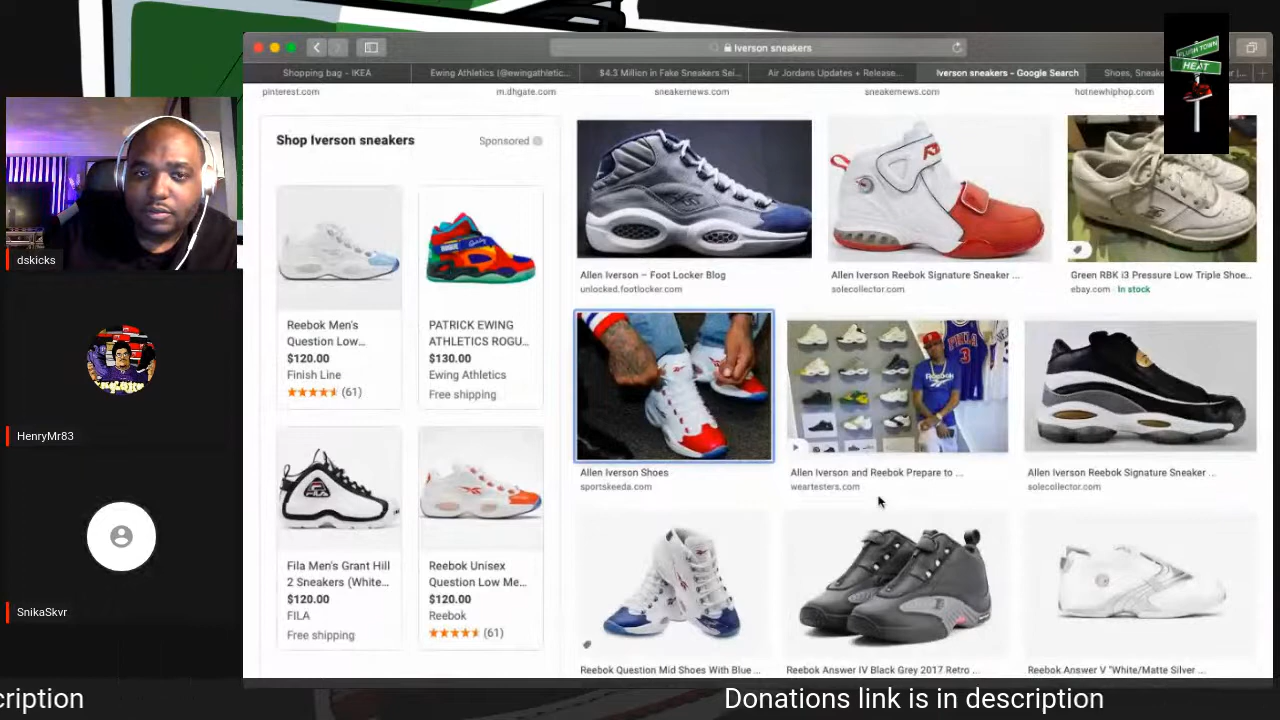 Iverson sneakers
Shopping bag - IKEA
Ewing Athletics (@ewingathletic...
$4.3 Million in Fake Sneakers Sei...
Air Jordans Updates + Release...
Iverson sneakers - Google Search
Shoes, Sneake
FLUSH TOWN
HEAT
pinterest.com
m.dhgate.com
sneakernews.com
sneakernews.com
hotnewhiphop.com
Shop Iverson sneakers
Sponsored
Reebok Men's
Question Low...
$120.00
Finish Line
(61)
PATRICK EWING
ATHLETICS ROGU...
$130.00
Ewing Athletics
Free shipping
Fila Men's Grant Hill
2 Sneakers (White...
$120.00
FILA
Free shipping
Reebok Unisex
Question Low Me...
$120.00
Reebok
(61)
Allen Iverson – Foot Locker Blog
unlocked.footlocker.com
Allen Iverson Reebok Signature Sneaker ...
solecollector.com
Green RBK i3 Pressure Low Triple Shoe...
ebay.com · In stock
Allen Iverson Shoes
sportskeeda.com
Allen Iverson and Reebok Prepare to ...
weartesters.com
Allen Iverson Reebok Signature Sneaker ...
solecollector.com
Reebok Question Mid Shoes With Blue ...
Reebok Answer IV Black Grey 2017 Retro ...
Reebok Answer V "White/Matte Silver ...
dskicks
HenryMr83
SnikaSkvr
cription
Donations link is in description